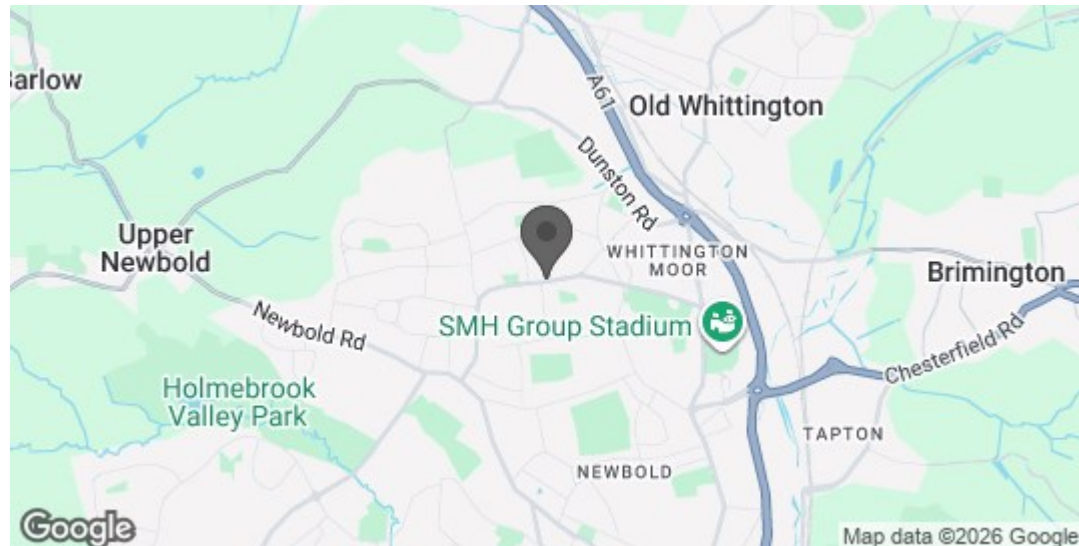 Barlow
A61
Old Whittington
Dunston Rd
Upper
Newbold
WHITTINGTON
MOOR
Brimington
Newbold Rd
SMH Group Stadium
Chesterfield Rd
Holmebrook
Valley Park
TAPTON
NEWBOLD
Google
Map data ©2026 Google